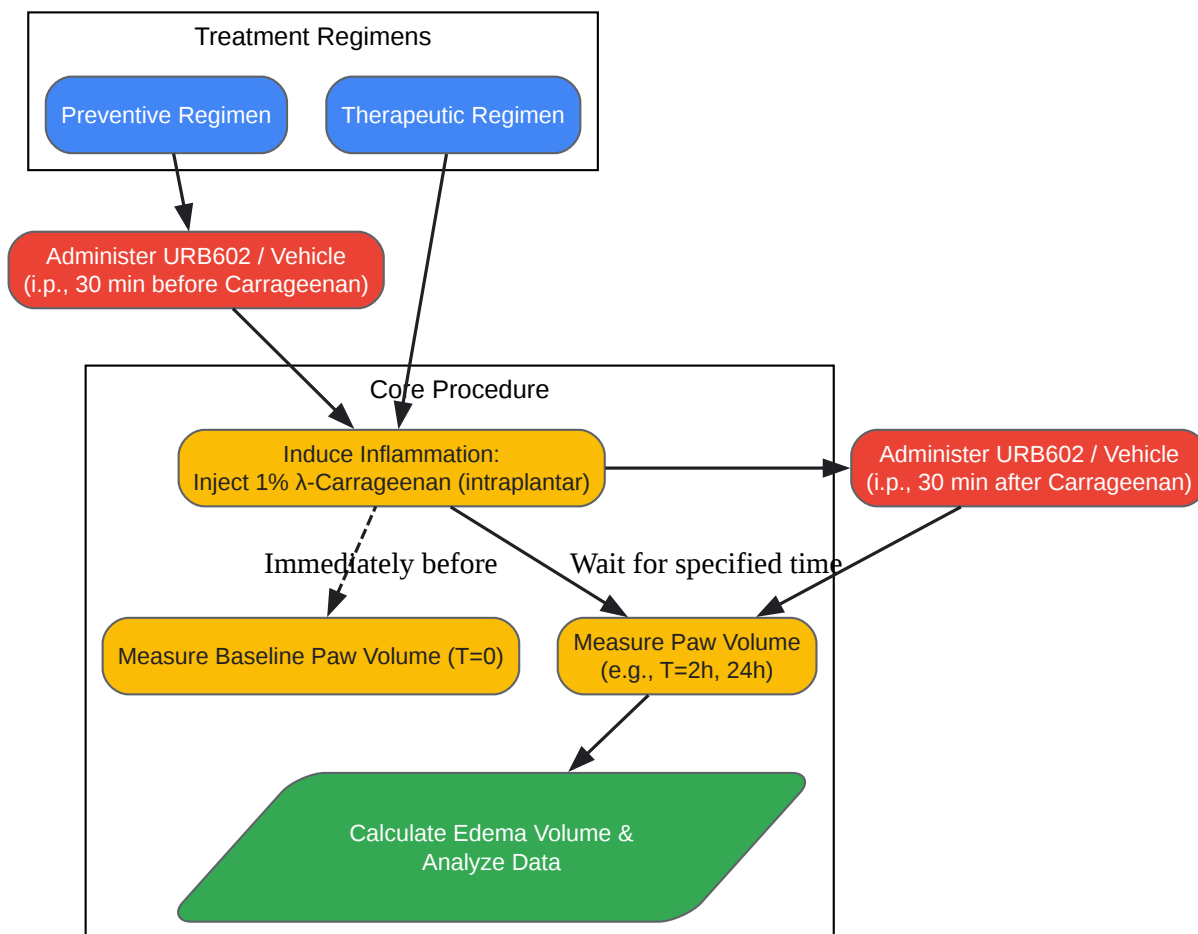 Treatment Regimens
Preventive Regimen
Therapeutic Regimen
Administer URB602 / Vehicle
(i.p., 30 min before Carrageenan)
Core Procedure
Induce Inflammation:
Inject 1% λ-Carrageenan (intraplantar)
Administer URB602 / Vehicle
(i.p., 30 min after Carrageenan)
Immediately before
Wait for specified time
Measure Baseline Paw Volume (T=0)
Measure Paw Volume
(e.g., T=2h, 24h)
Calculate Edema Volume &
Analyze Data